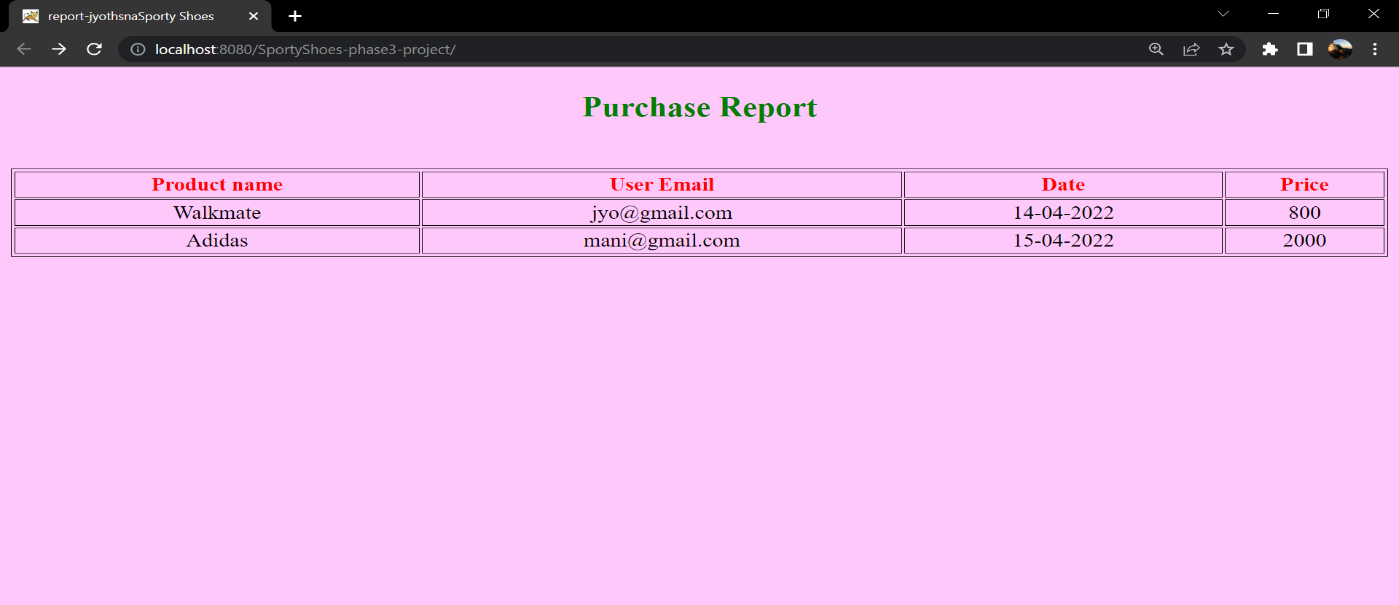 report-jyothsnaSporty Shoes
localhost:8080/SportyShoes-phase3-project/
Purchase Report
Product name User Email Date Price
Walkmate jyo@gmail.com 14-04-2022 800
Adidas mani@gmail.com 15-04-2022 2000